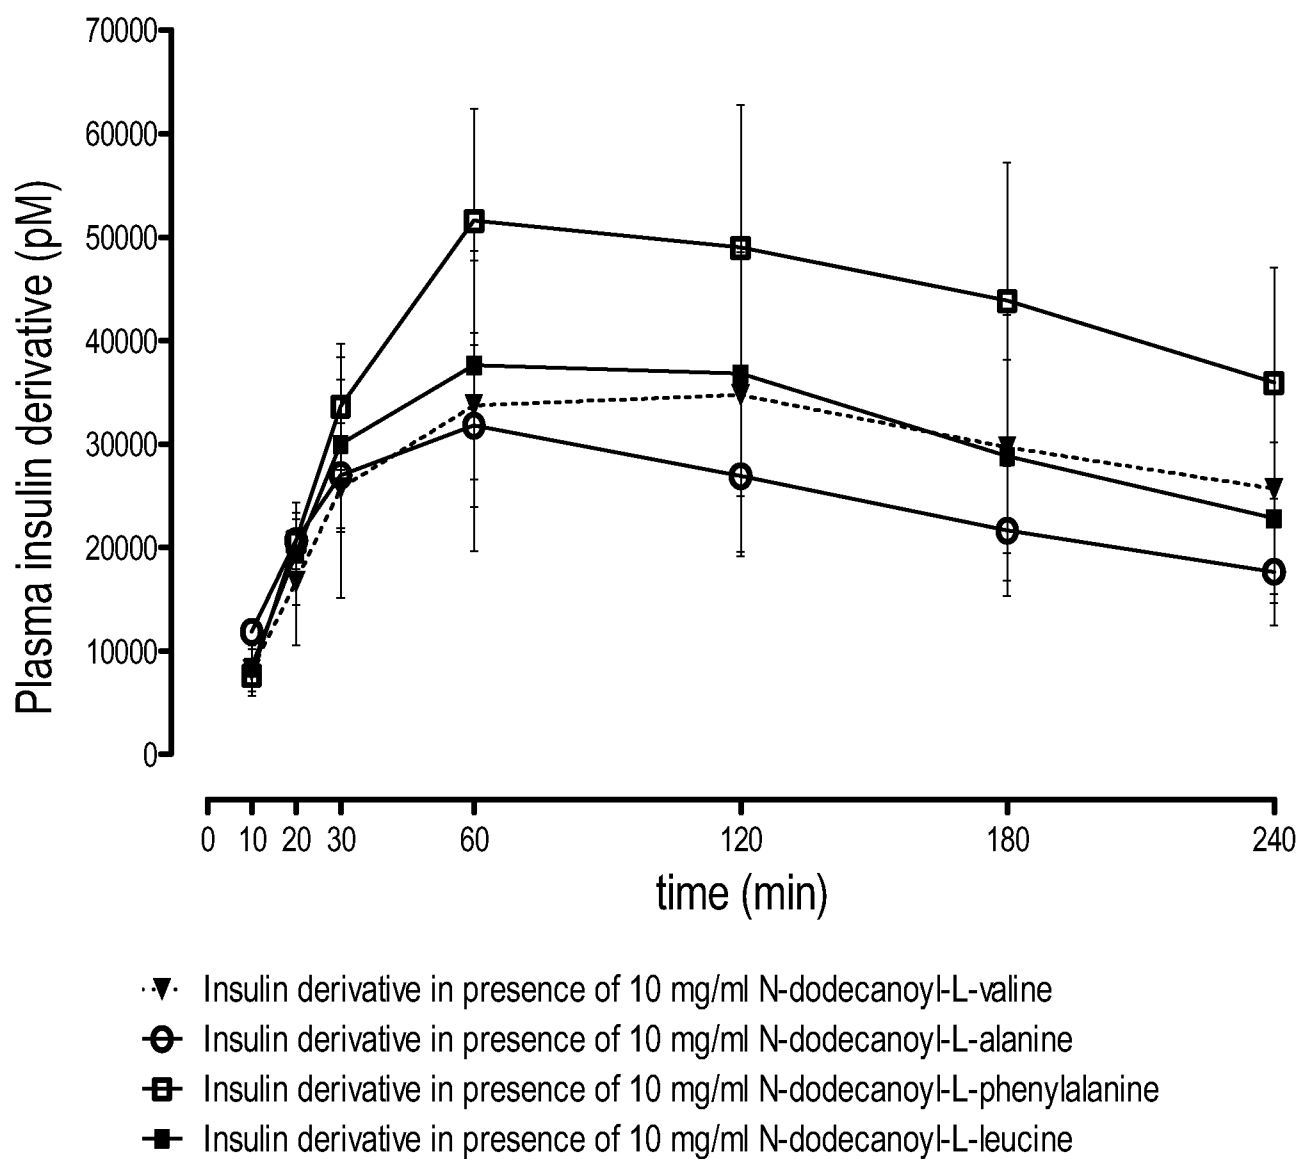 70000
60000
50000
40000
30000
20000
10000
0
Plasma insulin derivative (pM)
0 10 20 30 60 120 180 240
time (min)
Insulin derivative in presence of 10 mg/ml N-dodecanoyl-L-valine
Insulin derivative in presence of 10 mg/ml N-dodecanoyl-L-alanine
Insulin derivative in presence of 10 mg/ml N-dodecanoyl-L-phenylalanine
Insulin derivative in presence of 10 mg/ml N-dodecanoyl-L-leucine